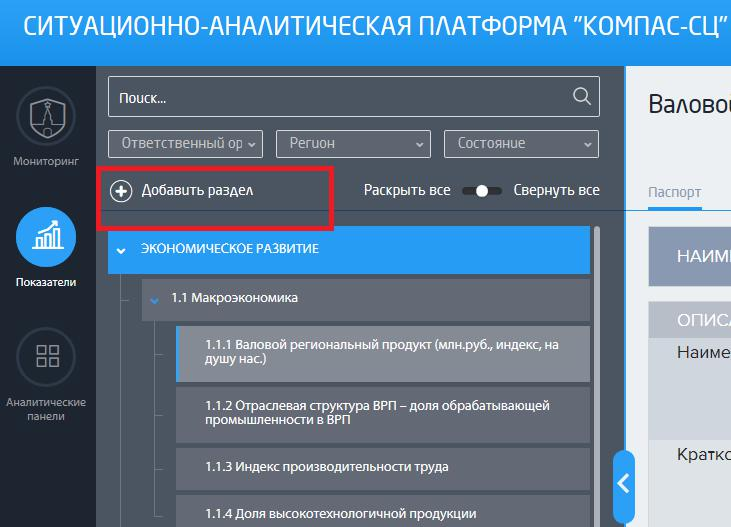 СИТУАЦИОННО-АНАЛИТИЧЕСКАЯ ПЛАТФОРМА "КОМПАС-СЦ"
Мониторинг
Показатели
Аналитические
панели
Поиск...
Ответственный ор
Регион
Состояние
Добавить раздел
Раскрыть все
Свернуть все
ЭКОНОМИЧЕСКОЕ РАЗВИТИЕ
1.1 Макроэкономика
1.1.1 Валовой региональный продукт (млн.руб., индекс, на
душу нас.)
1.1.2 Отраслевая структура ВРП – доля обрабатывающей
промышленности в ВРП
1.1.3 Индекс производительности труда
1.1.4 Доля высокотехнологичной продукции
Валовой
Паспорт
НАИМ
ОПИСА
Наиме
Кратко